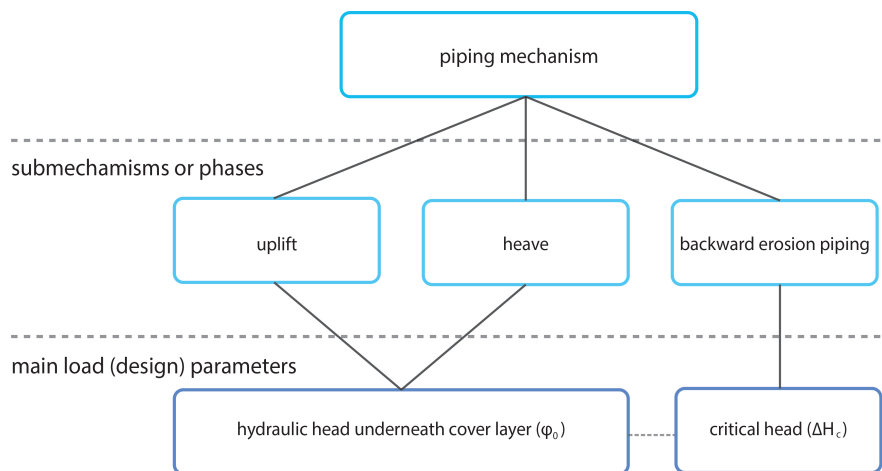 piping mechanism
submechamisms or phases
uplift
heave
backward erosion piping
main load (design) parameters
hydraulic head underneath cover layer (φ₀)
critical head (ΔH꜀)